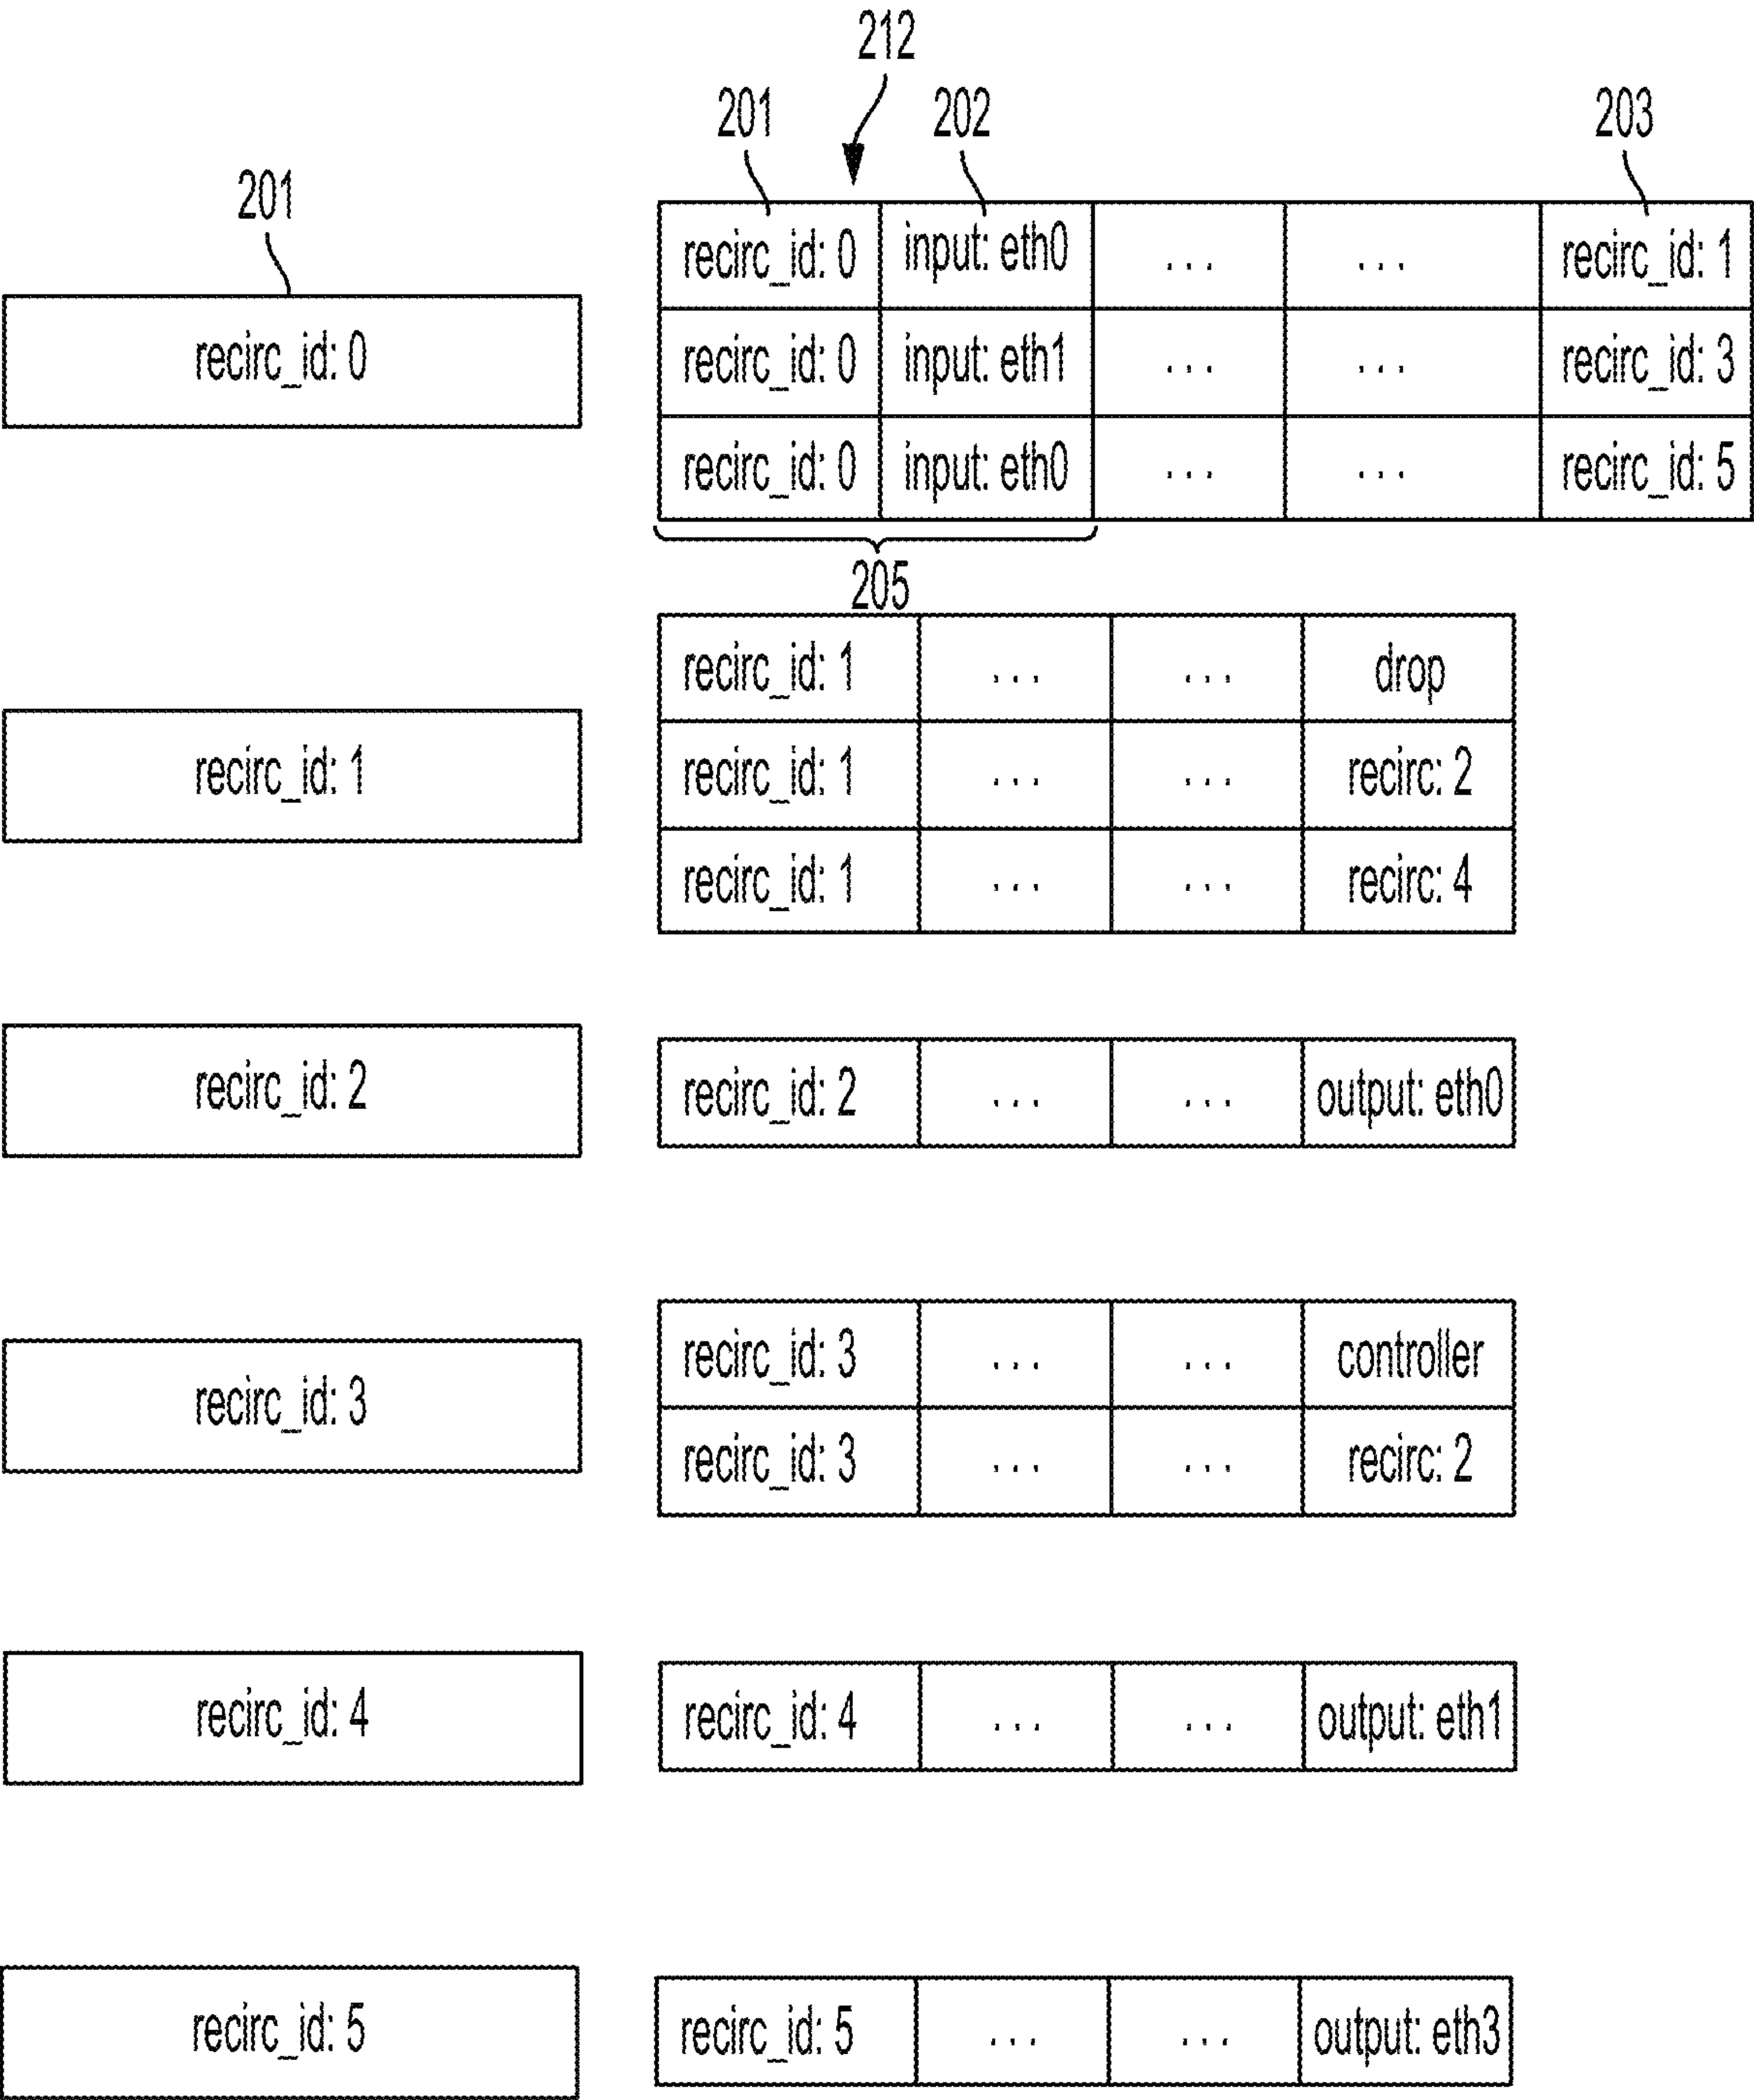 212
201 202 203
201
recirc_id: 0 input: eth0 ... ... recirc_id: 1
recirc_id: 0
recirc_id: 0 input: eth1 ... ... recirc_id: 3
recirc_id: 0 input: eth0 ... ... recirc_id: 5
205
recirc_id: 1 ... ... drop
recirc_id: 1
recirc_id: 1 ... ... recirc: 2
recirc_id: 1 ... ... recirc: 4
recirc_id: 2
recirc_id: 2 ... ... output: eth0
recirc_id: 3 ... ... controller
recirc_id: 3
recirc_id: 3 ... ... recirc: 2
recirc_id: 4
recirc_id: 4 ... ... output: eth1
recirc_id: 5
recirc_id: 5 ... ... output: eth3